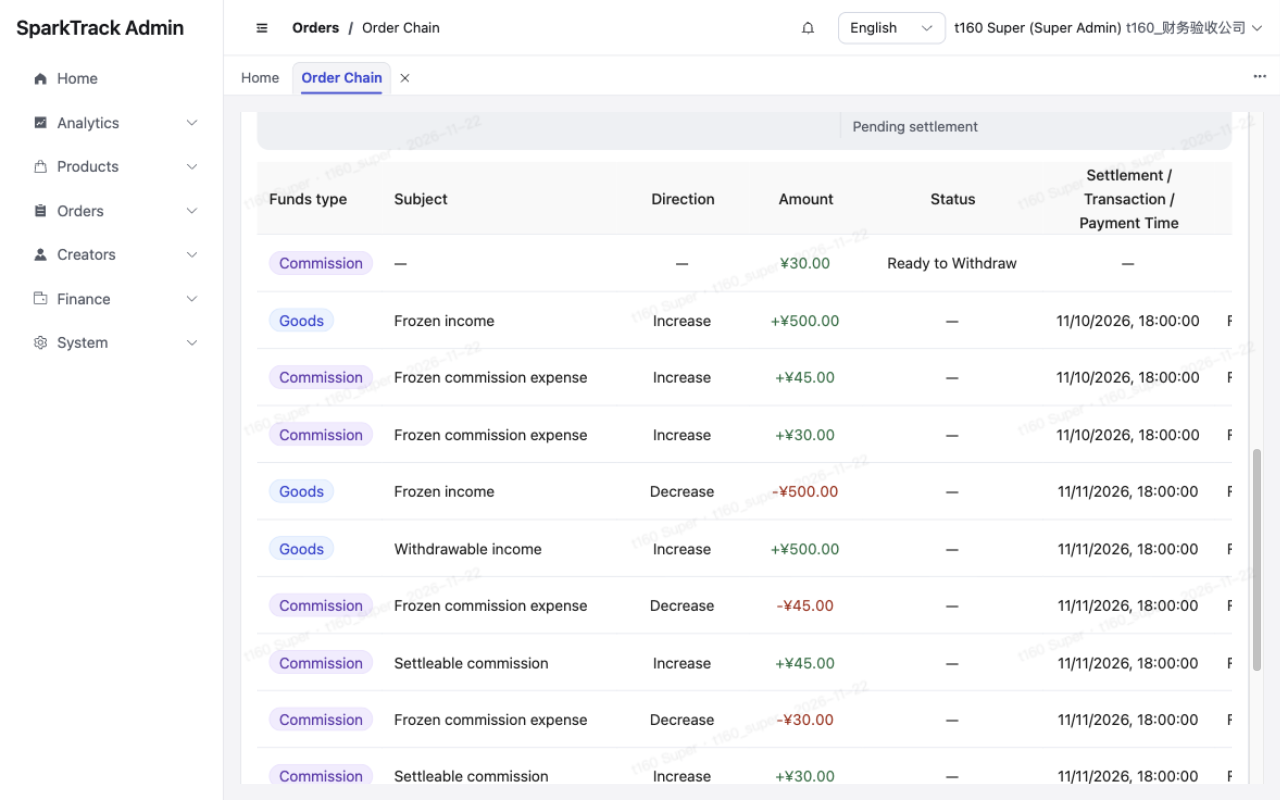 SparkTrack Admin
Orders / Order Chain
English
t160 Super (Super Admin) t160_财务验收公司
Home
Analytics
Products
Orders
Creators
Finance
System
Home
Order Chain
Pending settlement
Funds type Subject Direction Amount Status Settlement / Transaction / Payment Time
Commission — — ¥30.00 Ready to Withdraw —
Goods Frozen income Increase +¥500.00 — 11/10/2026, 18:00:00
Commission Frozen commission expense Increase +¥45.00 — 11/10/2026, 18:00:00
Commission Frozen commission expense Increase +¥30.00 — 11/10/2026, 18:00:00
Goods Frozen income Decrease -¥500.00 — 11/11/2026, 18:00:00
Goods Withdrawable income Increase +¥500.00 — 11/11/2026, 18:00:00
Commission Frozen commission expense Decrease -¥45.00 — 11/11/2026, 18:00:00
Commission Settleable commission Increase +¥45.00 — 11/11/2026, 18:00:00
Commission Frozen commission expense Decrease -¥30.00 — 11/11/2026, 18:00:00
Commission Settleable commission Increase +¥30.00 — 11/11/2026, 18:00:00
t160 Super · t160_super · 2026-11-22